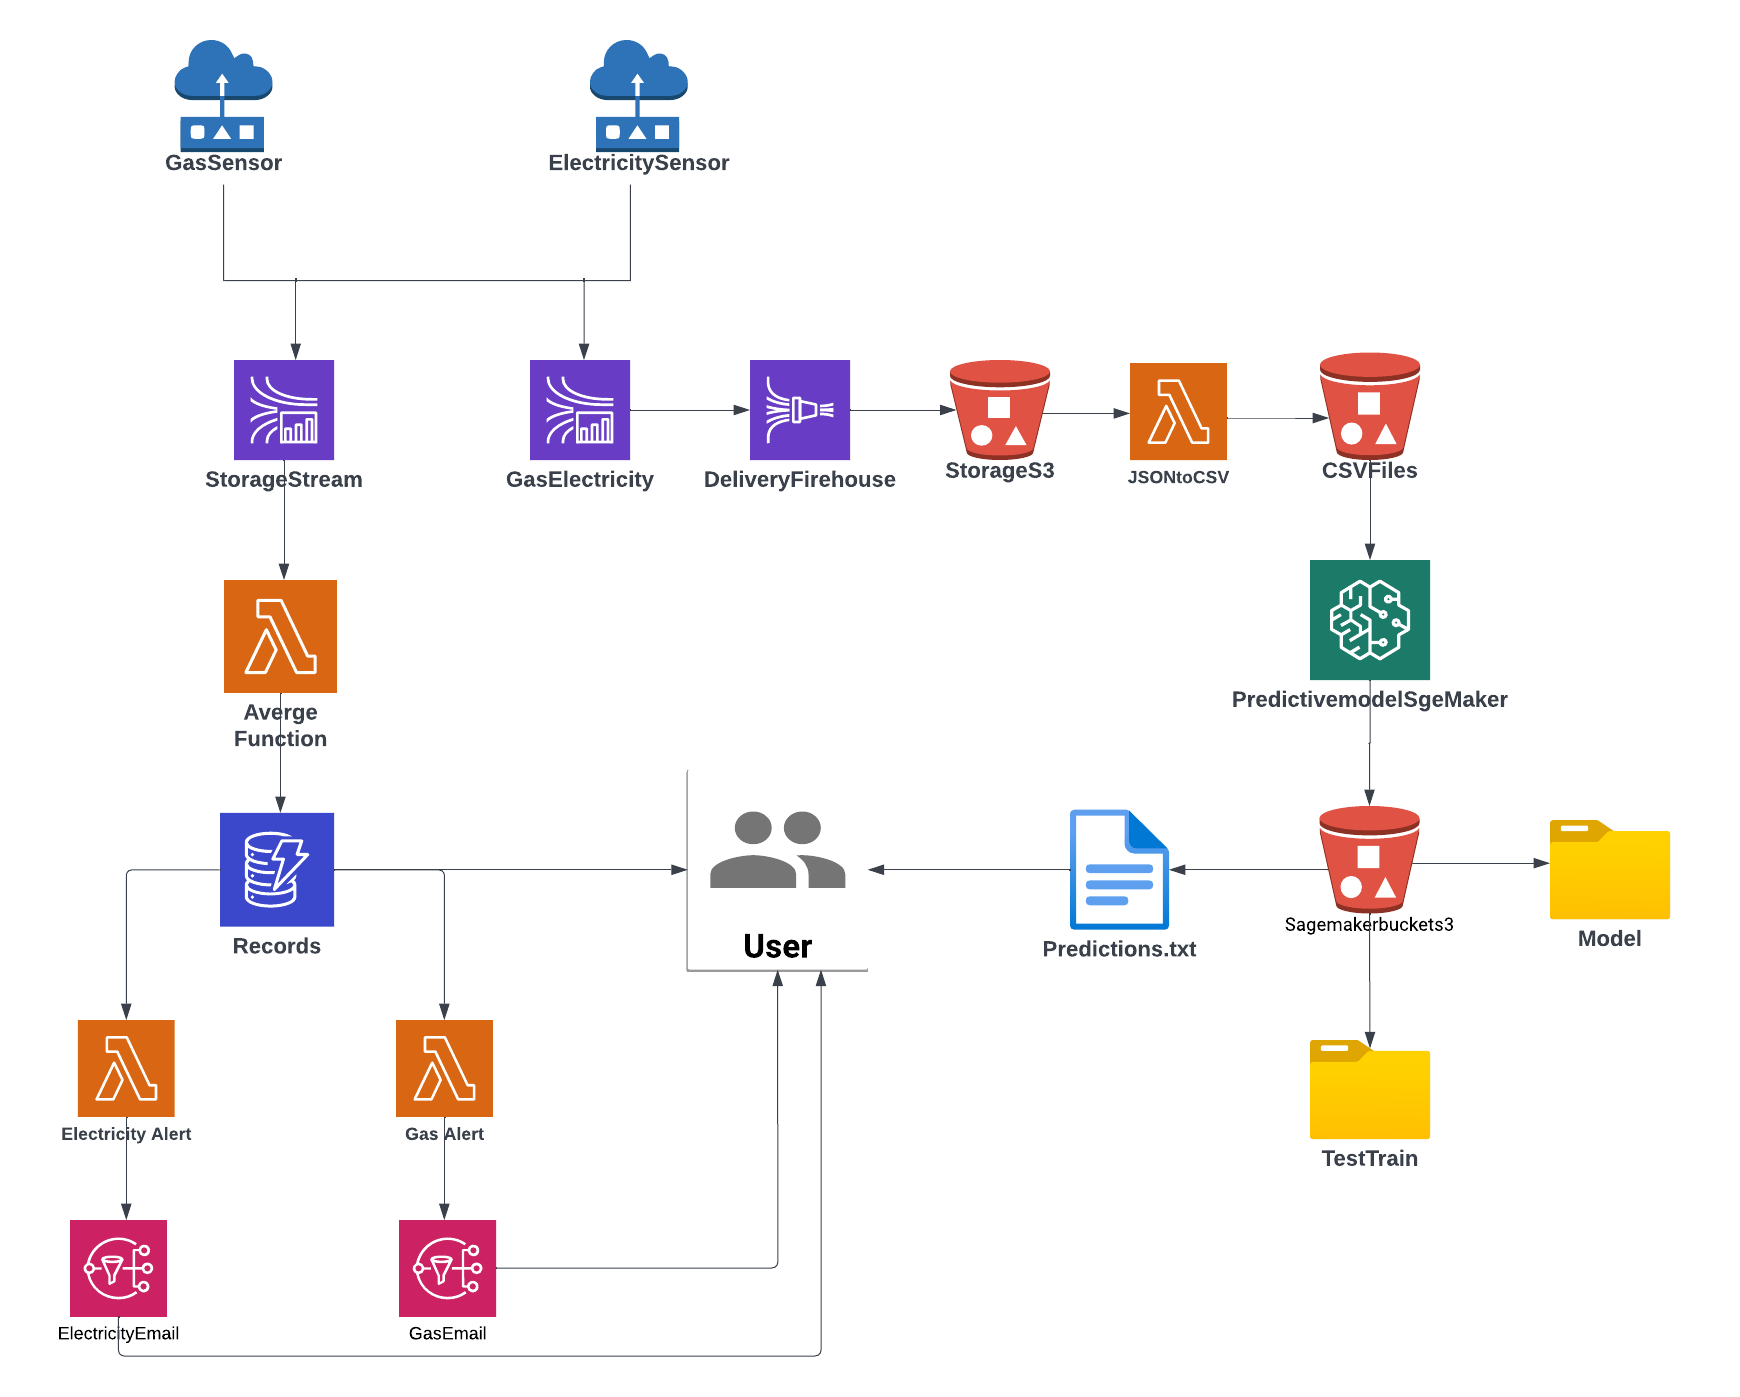 GasSensor
ElectricitySensor
StorageStream
GasElectricity
DeliveryFirehouse
StorageS3
JSONtoCSV
CSVFiles
Averge
Function
PredictivemodelSgeMaker
Records
User
Predictions.txt
Sagemakerbuckets3
Model
Electricity Alert
Gas Alert
TestTrain
ElectricityEmail
GasEmail